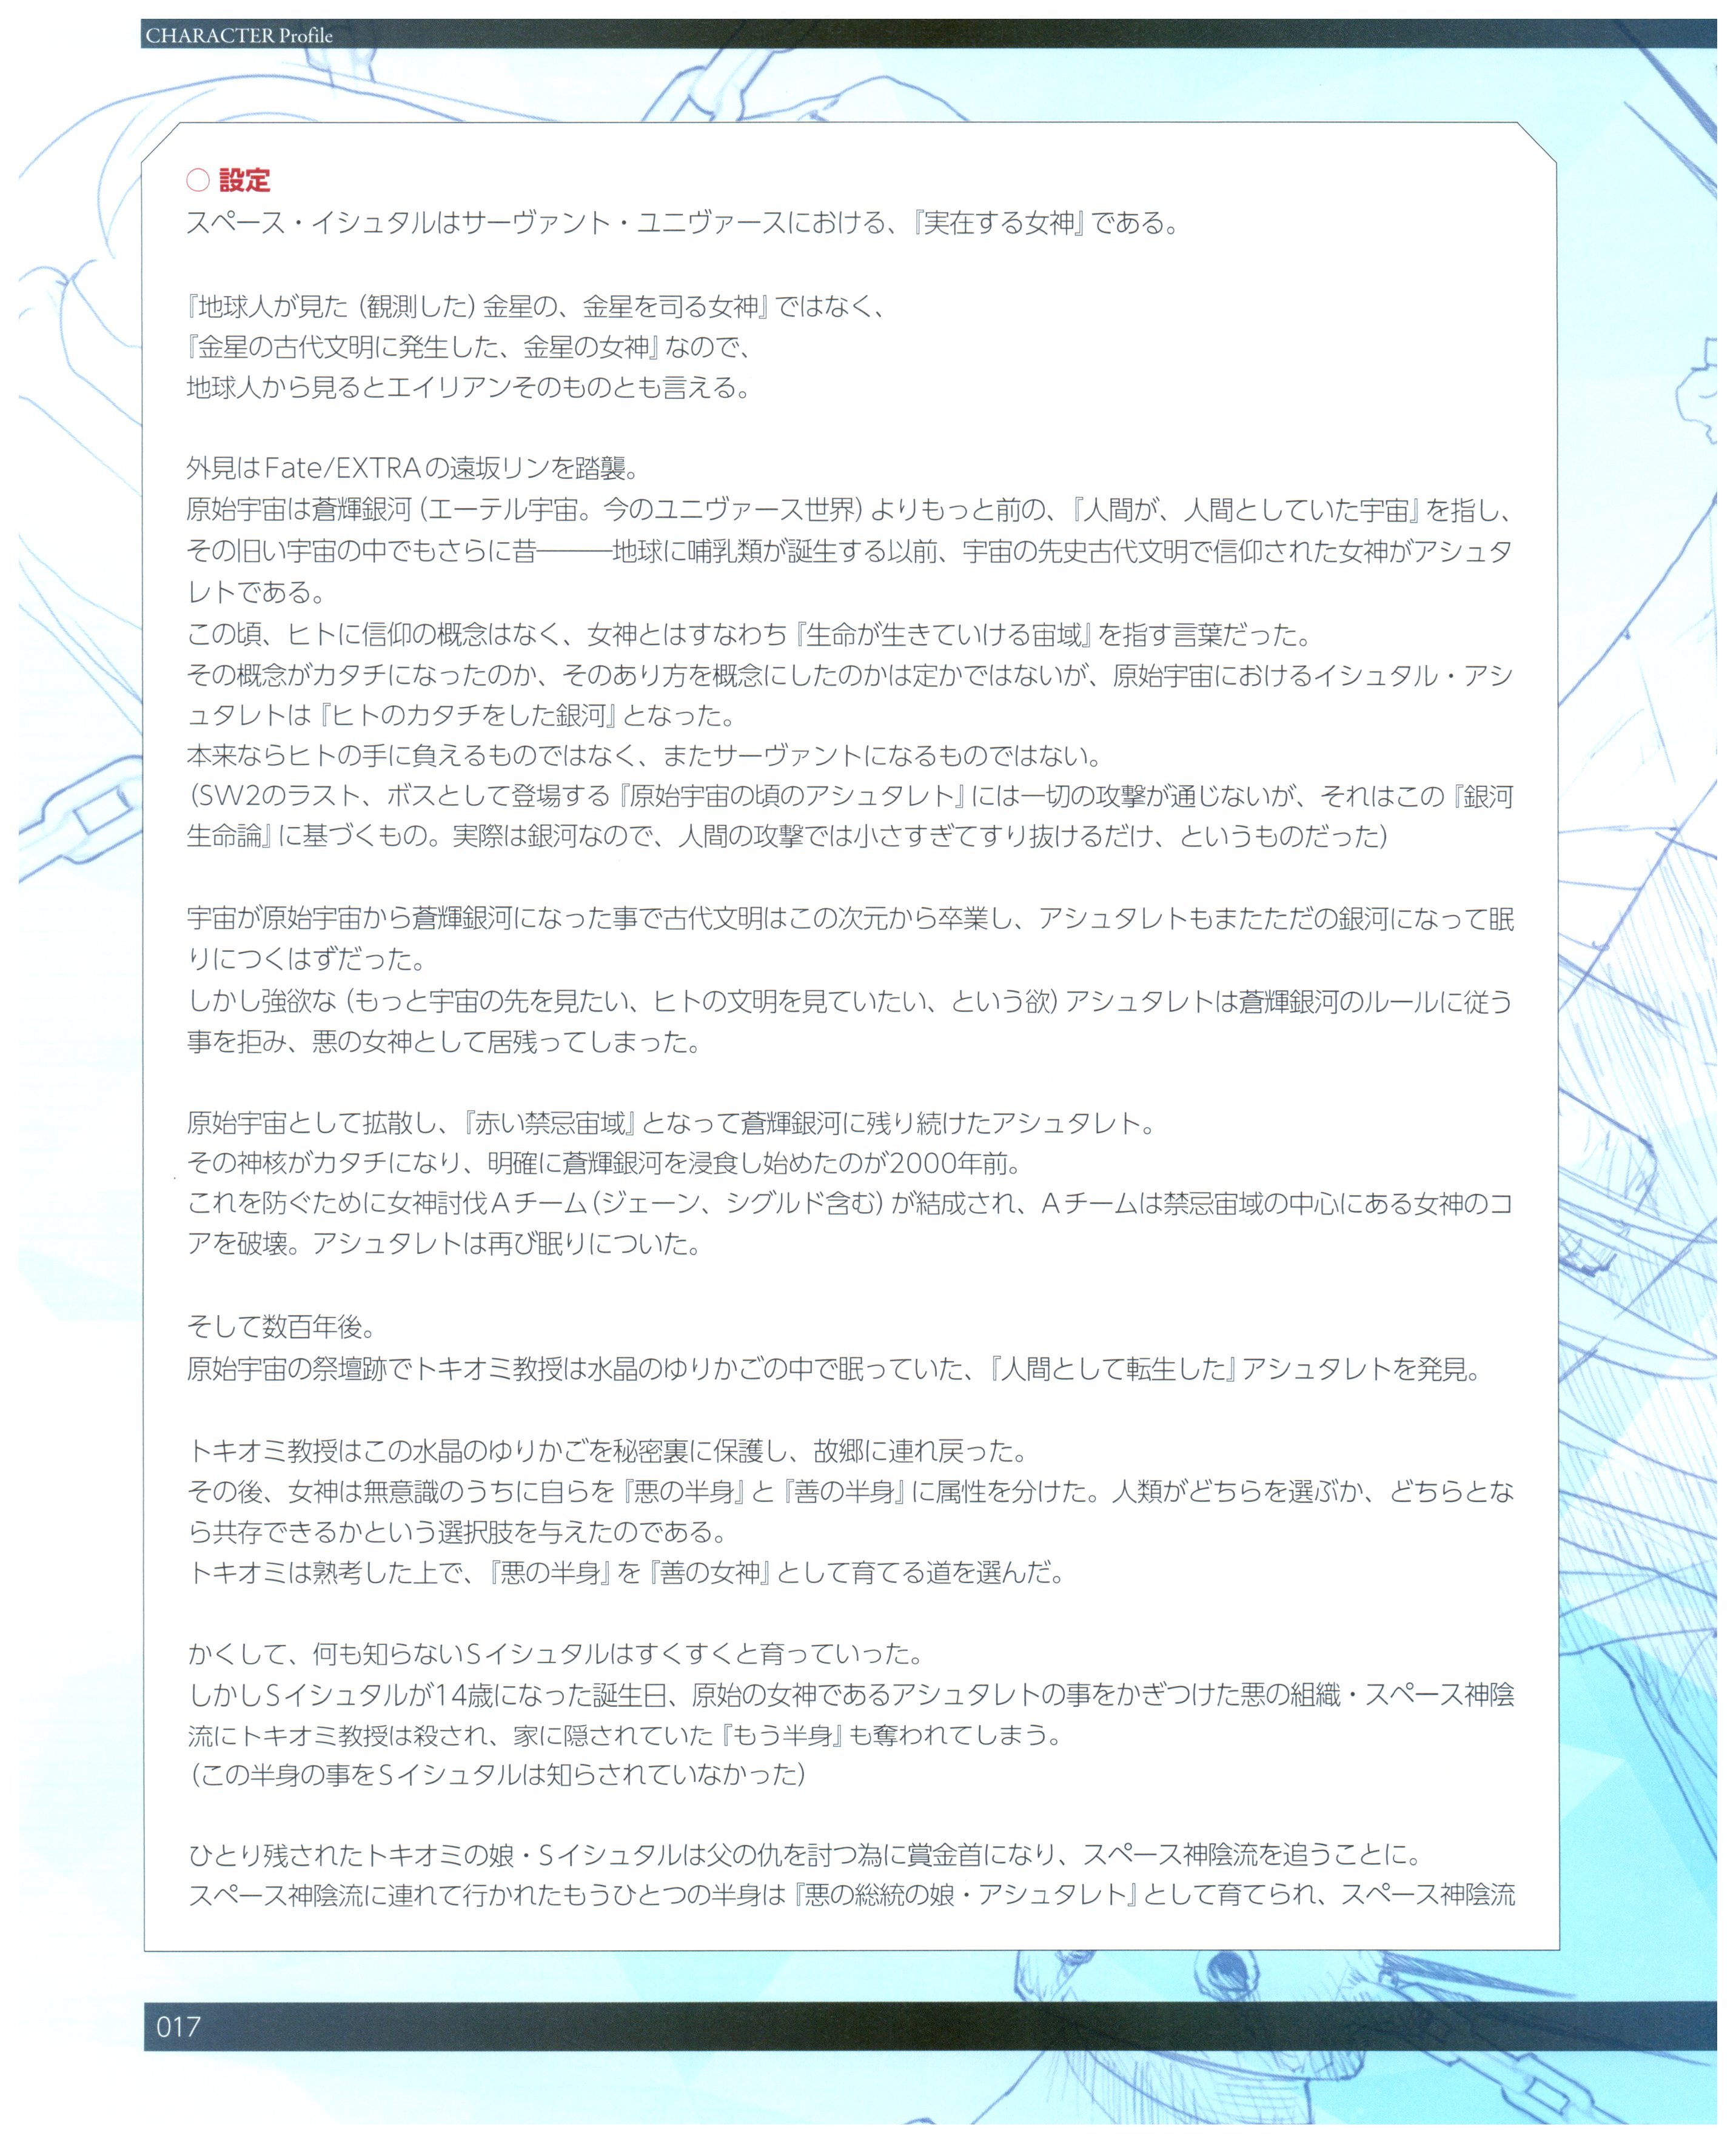 CHARACTER Profile
○ 設定
スペース・イシュタルはサーヴァント・ユニヴァースにおける、『実在する女神』である。
『地球人が見た（観測した）金星の、金星を司る女神』ではなく、
『金星の古代文明に発生した、金星の女神』なので、
地球人から見るとエイリアンそのものとも言える。
外見はFate/EXTRAの遠坂リンを踏襲。
原始宇宙は蒼輝銀河（エーテル宇宙。今のユニヴァース世界）よりもっと前の、『人間が、人間としていた宇宙』を指し、
その旧い宇宙の中でもさらに昔―――地球に哺乳類が誕生する以前、宇宙の先史古代文明で信仰された女神がアシュタ
レトである。
この頃、ヒトに信仰の概念はなく、女神とはすなわち『生命が生きていける宙域』を指す言葉だった。
その概念がカタチになったのか、そのあり方を概念にしたのかは定かではないが、原始宇宙におけるイシュタル・アシ
ュタレトは『ヒトのカタチをした銀河』となった。
本来ならヒトの手に負えるものではなく、またサーヴァントになるものではない。
（SW2のラスト、ボスとして登場する『原始宇宙の頃のアシュタレト』には一切の攻撃が通じないが、それはこの『銀河
生命論』に基づくもの。実際は銀河なので、人間の攻撃では小さすぎてすり抜けるだけ、というものだった）
宇宙が原始宇宙から蒼輝銀河になった事で古代文明はこの次元から卒業し、アシュタレトもまたただの銀河になって眠
りにつくはずだった。
しかし強欲な（もっと宇宙の先を見たい、ヒトの文明を見ていたい、という欲）アシュタレトは蒼輝銀河のルールに従う
事を拒み、悪の女神として居残ってしまった。
原始宇宙として拡散し、『赤い禁忌宙域』となって蒼輝銀河に残り続けたアシュタレト。
その神核がカタチになり、明確に蒼輝銀河を浸食し始めたのが2000年前。
これを防ぐために女神討伐Aチーム（ジェーン、シグルド含む）が結成され、Aチームは禁忌宙域の中心にある女神のコ
アを破壊。アシュタレトは再び眠りについた。
そして数百年後。
原始宇宙の祭壇跡でトキオミ教授は水晶のゆりかごの中で眠っていた、『人間として転生した』アシュタレトを発見。
トキオミ教授はこの水晶のゆりかごを秘密裏に保護し、故郷に連れ戻った。
その後、女神は無意識のうちに自らを『悪の半身』と『善の半身』に属性を分けた。人類がどちらを選ぶか、どちらとな
ら共存できるかという選択肢を与えたのである。
トキオミは熟考した上で、『悪の半身』を『善の女神』として育てる道を選んだ。
かくして、何も知らないSイシュタルはすくすくと育っていった。
しかしSイシュタルが14歳になった誕生日、原始の女神であるアシュタレトの事をかぎつけた悪の組織・スペース神陰
流にトキオミ教授は殺され、家に隠されていた『もう半身』も奪われてしまう。
（この半身の事をSイシュタルは知らされていなかった）
ひとり残されたトキオミの娘・Sイシュタルは父の仇を討つ為に賞金首になり、スペース神陰流を追うことに。
スペース神陰流に連れて行かれたもうひとつの半身は『悪の総統の娘・アシュタレト』として育てられ、スペース神陰流
017